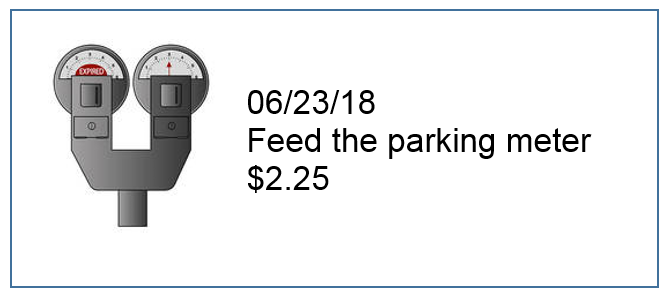 EXPIRED
06/23/18
Feed the parking meter
$2.25